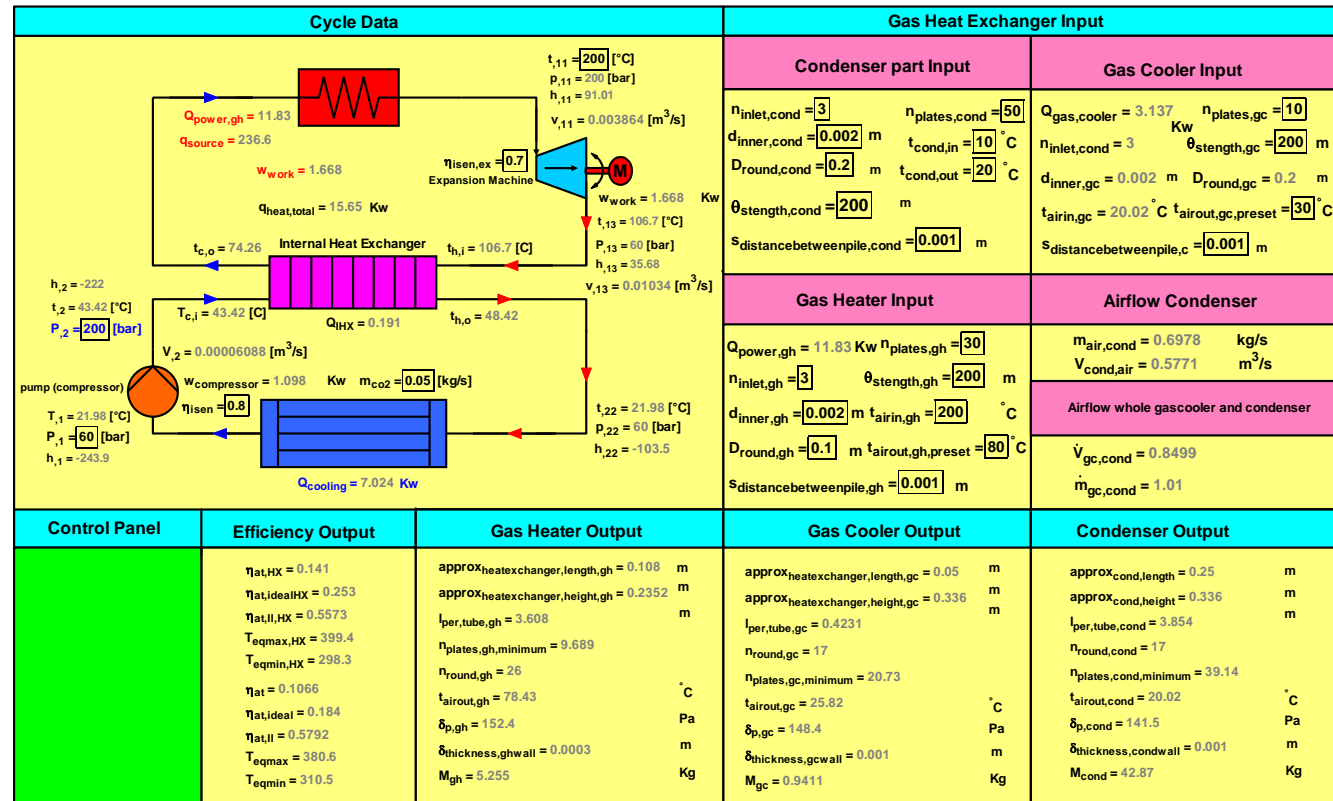 Cycle Data
t,11 = 200 [°C]
p,11 = 200 [bar]
h,11 = 91.01
v,11 = 0.003864 [m³/s]
Qpower,gh = 11.83
qsource = 236.6
wwork = 1.668
qheat,total = 15.65 Kw
ηisen,ex = 0.7
Expansion Machine
M
wwork = 1.668 Kw
t,13 = 106.7 [°C]
P,13 = 60 [bar]
h,13 = 35.68
v,13 = 0.01034 [m³/s]
tc,o = 74.26
Internal Heat Exchanger
th,i = 106.7 [C]
h,2 = -222
t,2 = 43.42 [°C]
P,2 = 200 [bar]
Tc,i = 43.42 [C]
QIHX = 0.191
th,o = 48.42
V,2 = 0.00006088 [m³/s]
pump (compressor)
wcompressor = 1.098 Kw
mco2 = 0.05 [kg/s]
ηisen = 0.8
T,1 = 21.98 [°C]
P,1 = 60 [bar]
h,1 = -243.9
t,22 = 21.98 [°C]
p,22 = 60 [bar]
h,22 = -103.5
Qcooling = 7.024 Kw
Gas Heat Exchanger Input
Condenser part Input
ninlet,cond = 3
nplates,cond = 50
dinner,cond = 0.002 m
tcond,in = 10 °C
Dround,cond = 0.2 m
tcond,out = 20 °C
θstength,cond = 200 m
sdistancebetweenpile,cond = 0.001 m
Gas Cooler Input
Qgas,cooler = 3.137 Kw
nplates,gc = 10
ninlet,cond = 3
θstength,gc = 200 m
dinner,gc = 0.002 m
Dround,gc = 0.2 m
tairin,gc = 20.02 °C
tairout,gc,preset = 30 °C
sdistancebetweenpile,c = 0.001 m
Gas Heater Input
Qpower,gh = 11.83 Kw
nplates,gh = 30
ninlet,gh = 3
θstength,gh = 200 m
dinner,gh = 0.002 m
tairin,gh = 200 °C
Dround,gh = 0.1 m
tairout,gh,preset = 80 °C
sdistancebetweenpile,gh = 0.001 m
Airflow Condenser
mair,cond = 0.6978 kg/s
Vcond,air = 0.5771 m³/s
Airflow whole gascooler and condenser
V̇gc,cond = 0.8499
ṁgc,cond = 1.01
Control Panel
Efficiency Output
ηat,HX = 0.141
ηat,idealHX = 0.253
ηat,II,HX = 0.5573
Teqmax,HX = 399.4
Teqmin,HX = 298.3
ηat = 0.1066
ηat,ideal = 0.184
ηat,II = 0.5792
Teqmax = 380.6
Teqmin = 310.5
Gas Heater Output
approxheatexchanger,length,gh = 0.108 m
approxheatexchanger,height,gh = 0.2352 m
lper,tube,gh = 3.608 m
nplates,gh,minimum = 9.689
nround,gh = 26
tairout,gh = 78.43 °C
δp,gh = 152.4 Pa
δthickness,ghwall = 0.0003 m
Mgh = 5.255 Kg
Gas Cooler Output
approxheatexchanger,length,gc = 0.05 m
approxheatexchanger,height,gc = 0.336 m
lper,tube,gc = 0.4231 m
nround,gc = 17
nplates,gc,minimum = 20.73
tairout,gc = 25.82 °C
δp,gc = 148.4 Pa
δthickness,gcwall = 0.001 m
Mgc = 0.9411 Kg
Condenser Output
approxcond,length = 0.25 m
approxcond,height = 0.336 m
lper,tube,cond = 3.854 m
nround,cond = 17
nplates,cond,minimum = 39.14
tairout,cond = 20.02 °C
δp,cond = 141.5 Pa
δthickness,condwall = 0.001 m
Mcond = 42.87 Kg